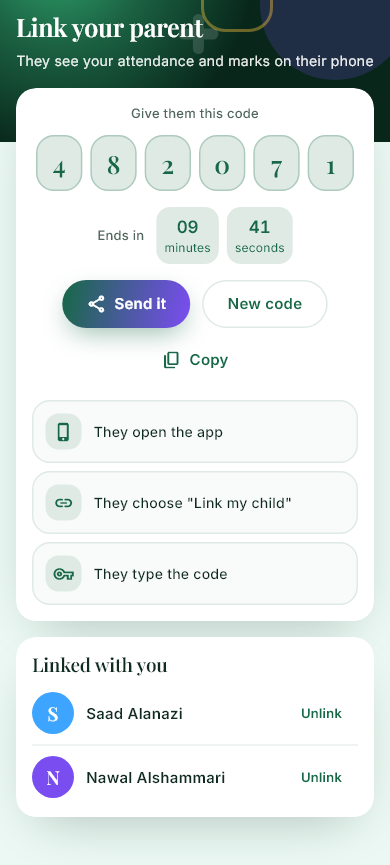 Link your parent
They see your attendance and marks on their phone
Give them this code
4 8 2 0 7 1
Ends in 09 minutes 41 seconds
Send it
New code
Copy
They open the app
They choose "Link my child"
They type the code
Linked with you
S Saad Alanazi Unlink
N Nawal Alshammari Unlink